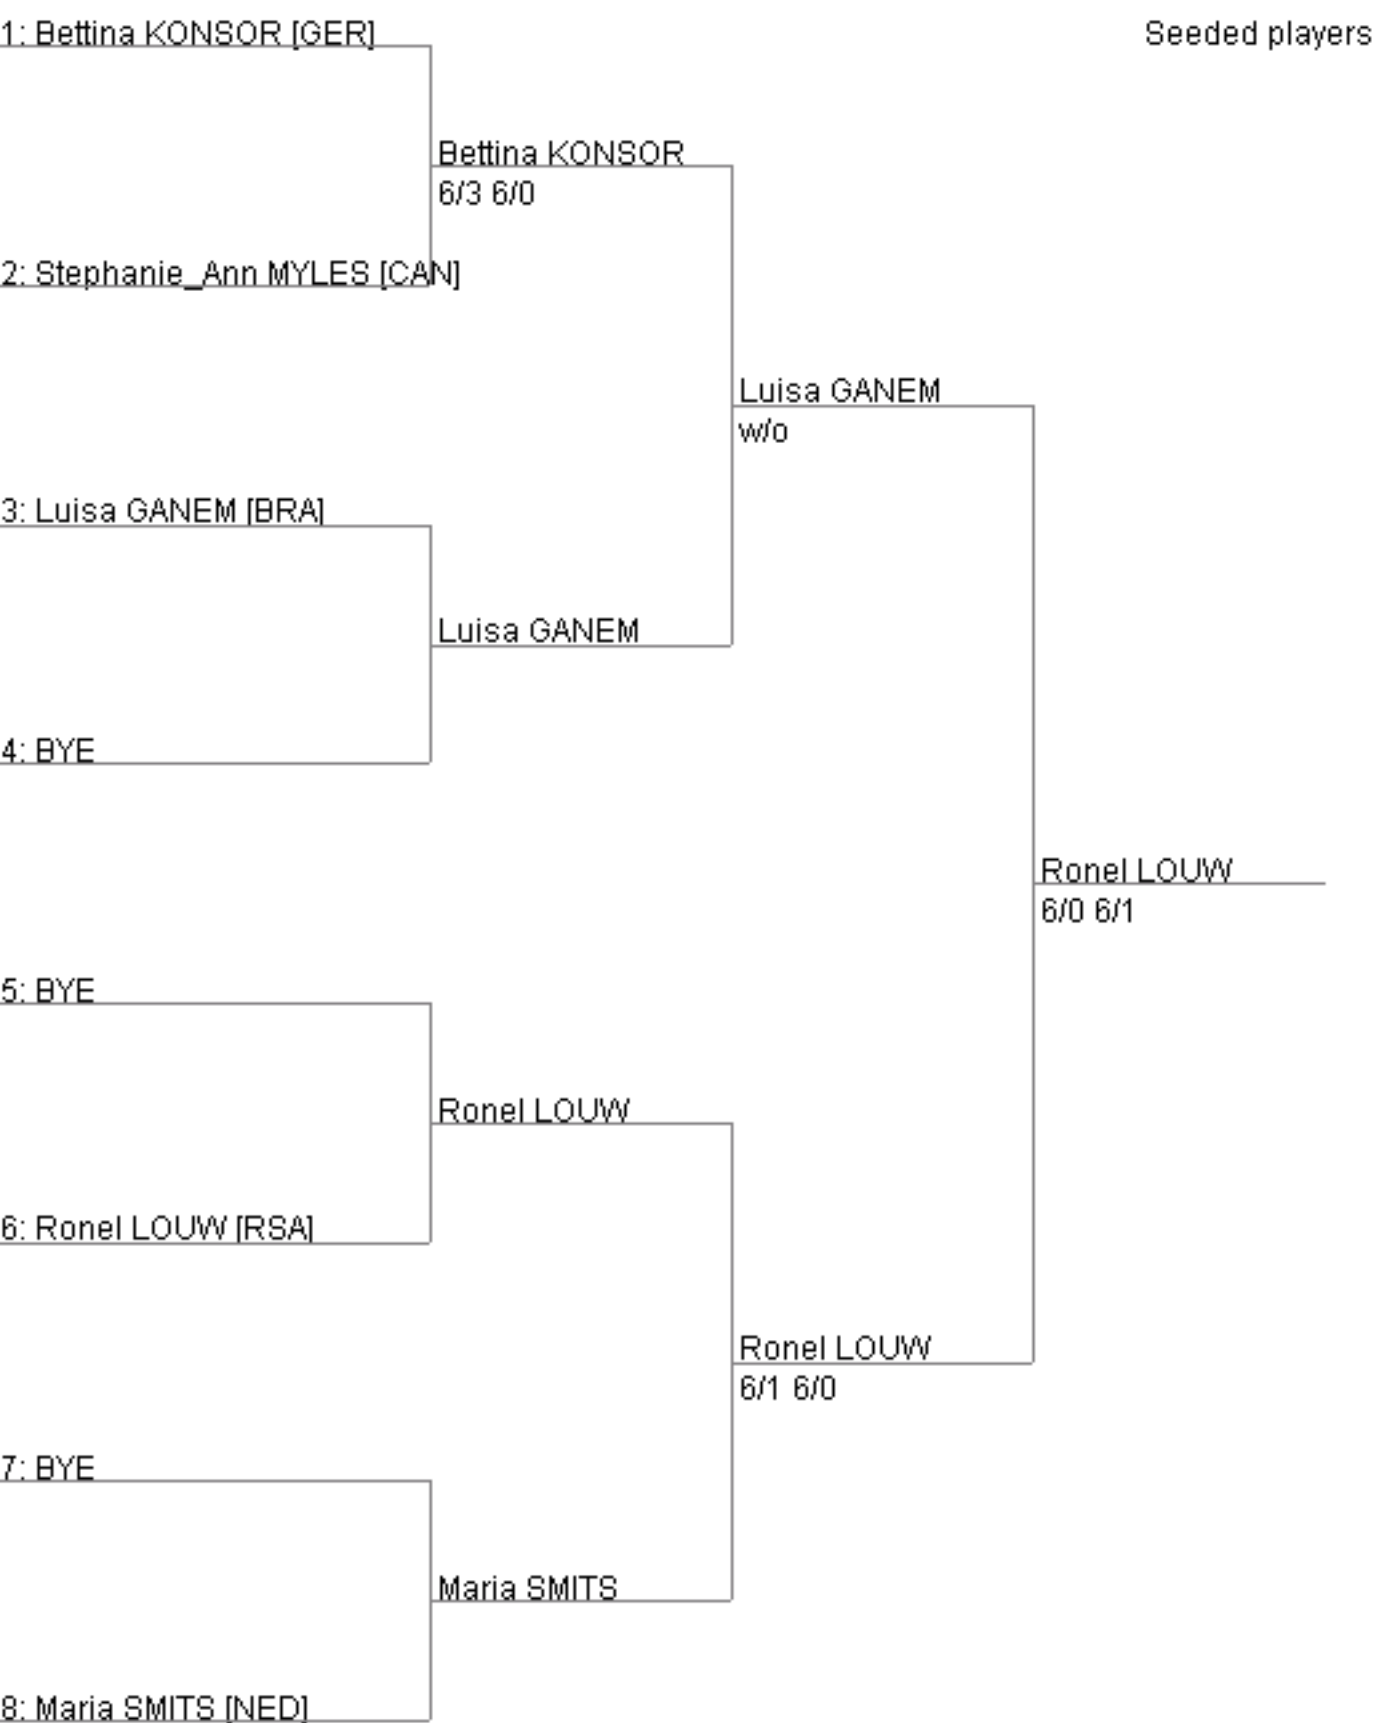 1: Bettina KONSOR [GER]
Seeded players
Bettina KONSOR
6/3 6/0
2: Stephanie_Ann MYLES [CAN]
Luisa GANEM
w/o
3: Luisa GANEM [BRA]
Luisa GANEM
4: BYE
Ronel LOUW
6/0 6/1
5: BYE
Ronel LOUW
6: Ronel LOUW [RSA]
Ronel LOUW
6/1 6/0
7: BYE
Maria SMITS
8: Maria SMITS [NED]